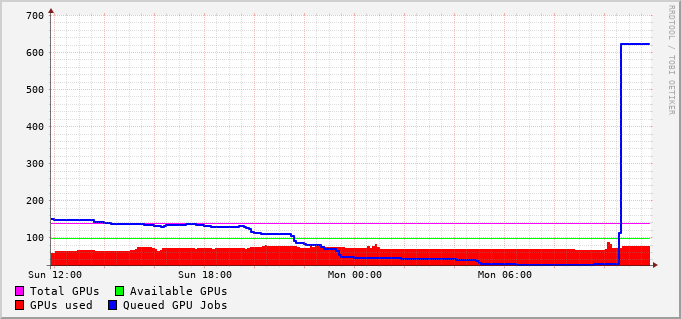 700
600
500
400
300
200
100
Sun 12:00 Sun 18:00 Mon 00:00 Mon 06:00
Total GPUs Available GPUs
GPUs used Queued GPU Jobs
RRDTOOL / TOBI OETIKER